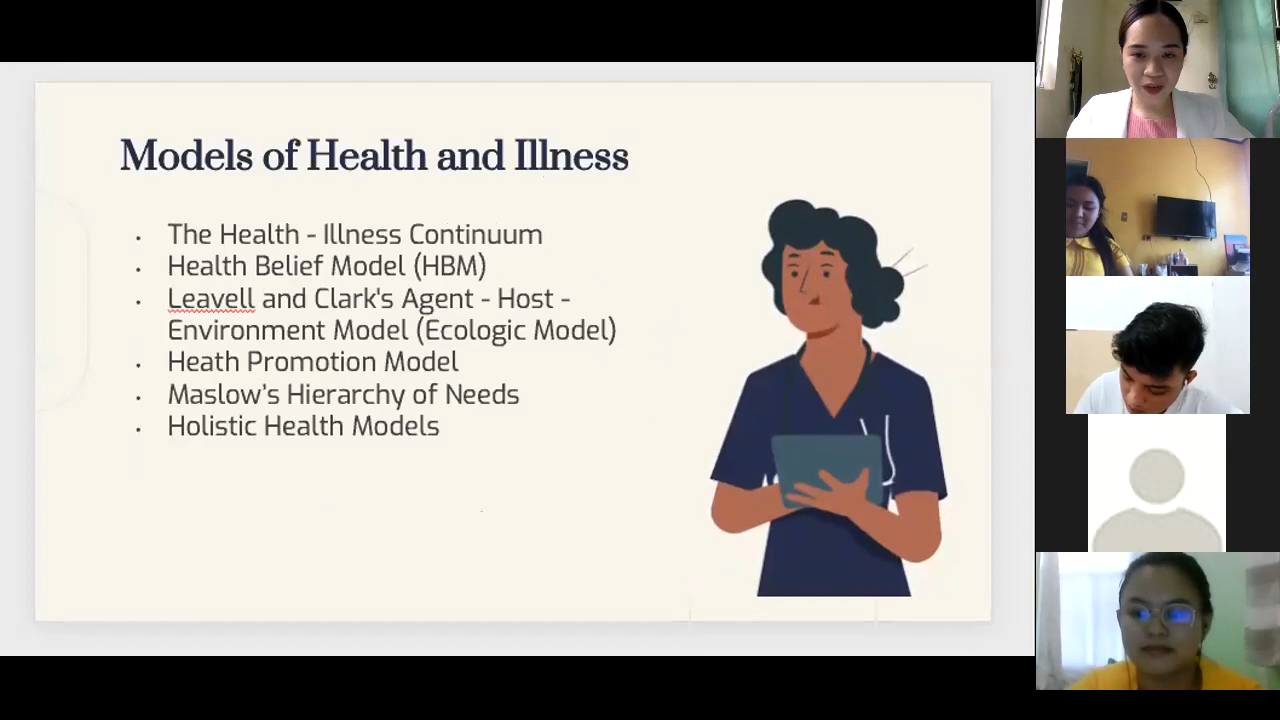 Models of Health and Illness
• The Health - Illness Continuum
• Health Belief Model (HBM)
• Leavell and Clark's Agent - Host -
Environment Model (Ecologic Model)
• Heath Promotion Model
• Maslow's Hierarchy of Needs
• Holistic Health Models